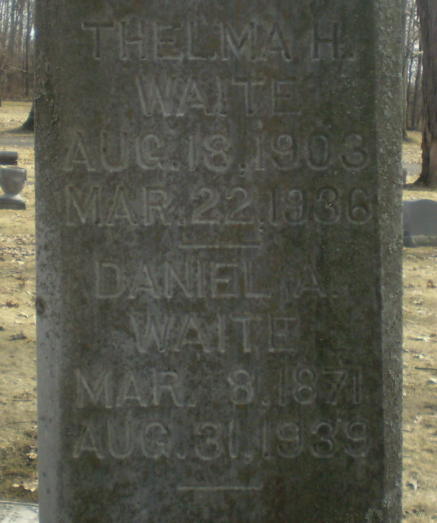 THELMA H.
WAITE
AUG. 18, 1903
MAR. 22, 1936
DANIEL A.
WAITE
MAR. 8, 1871
AUG. 31, 1939